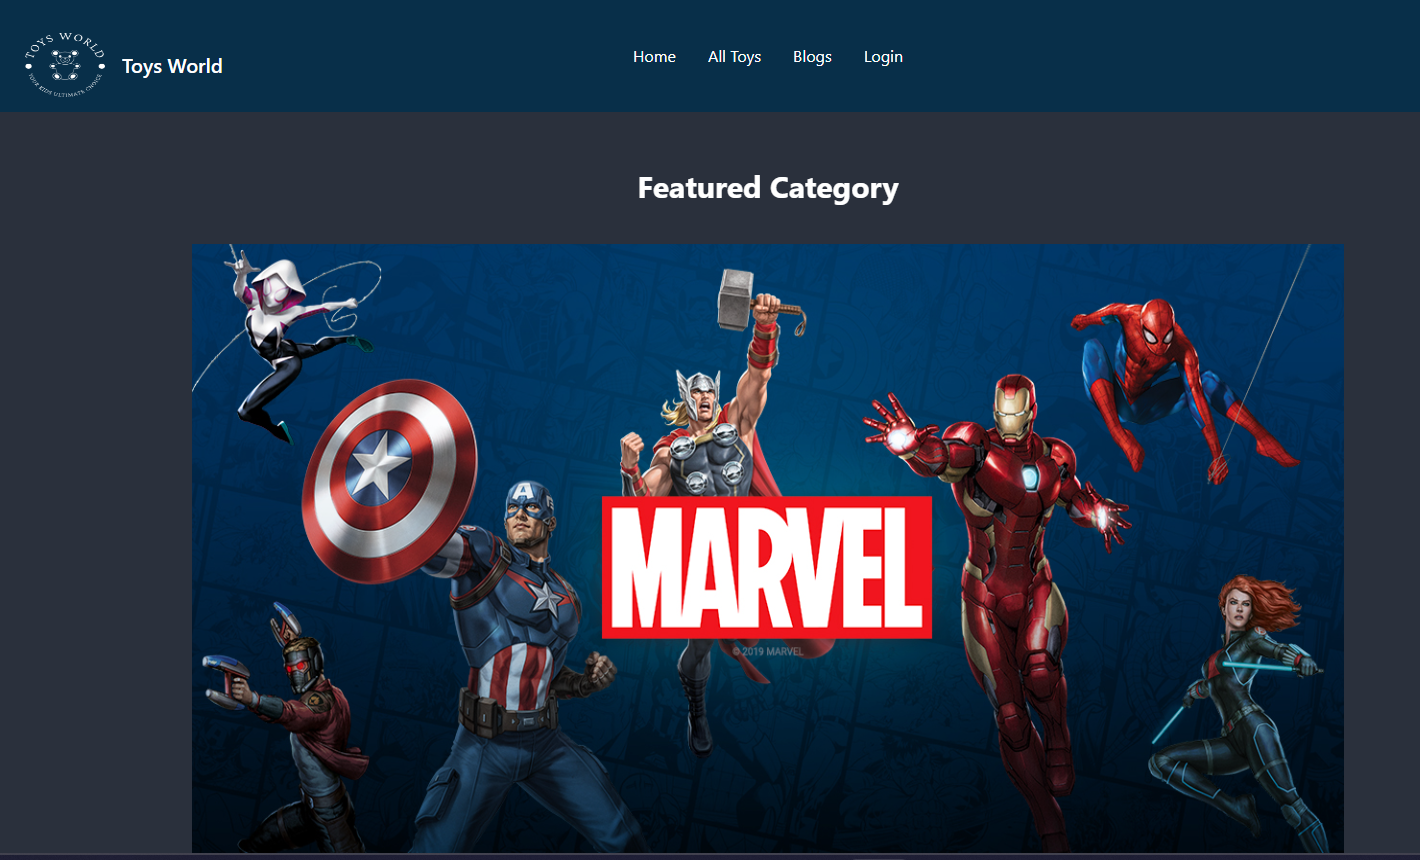 TOYS WORLD
YOUR KIDS ULTIMATE CHOICE
Toys World
Home
All Toys
Blogs
Login
Featured Category
A
MARVEL
© 2019 MARVEL